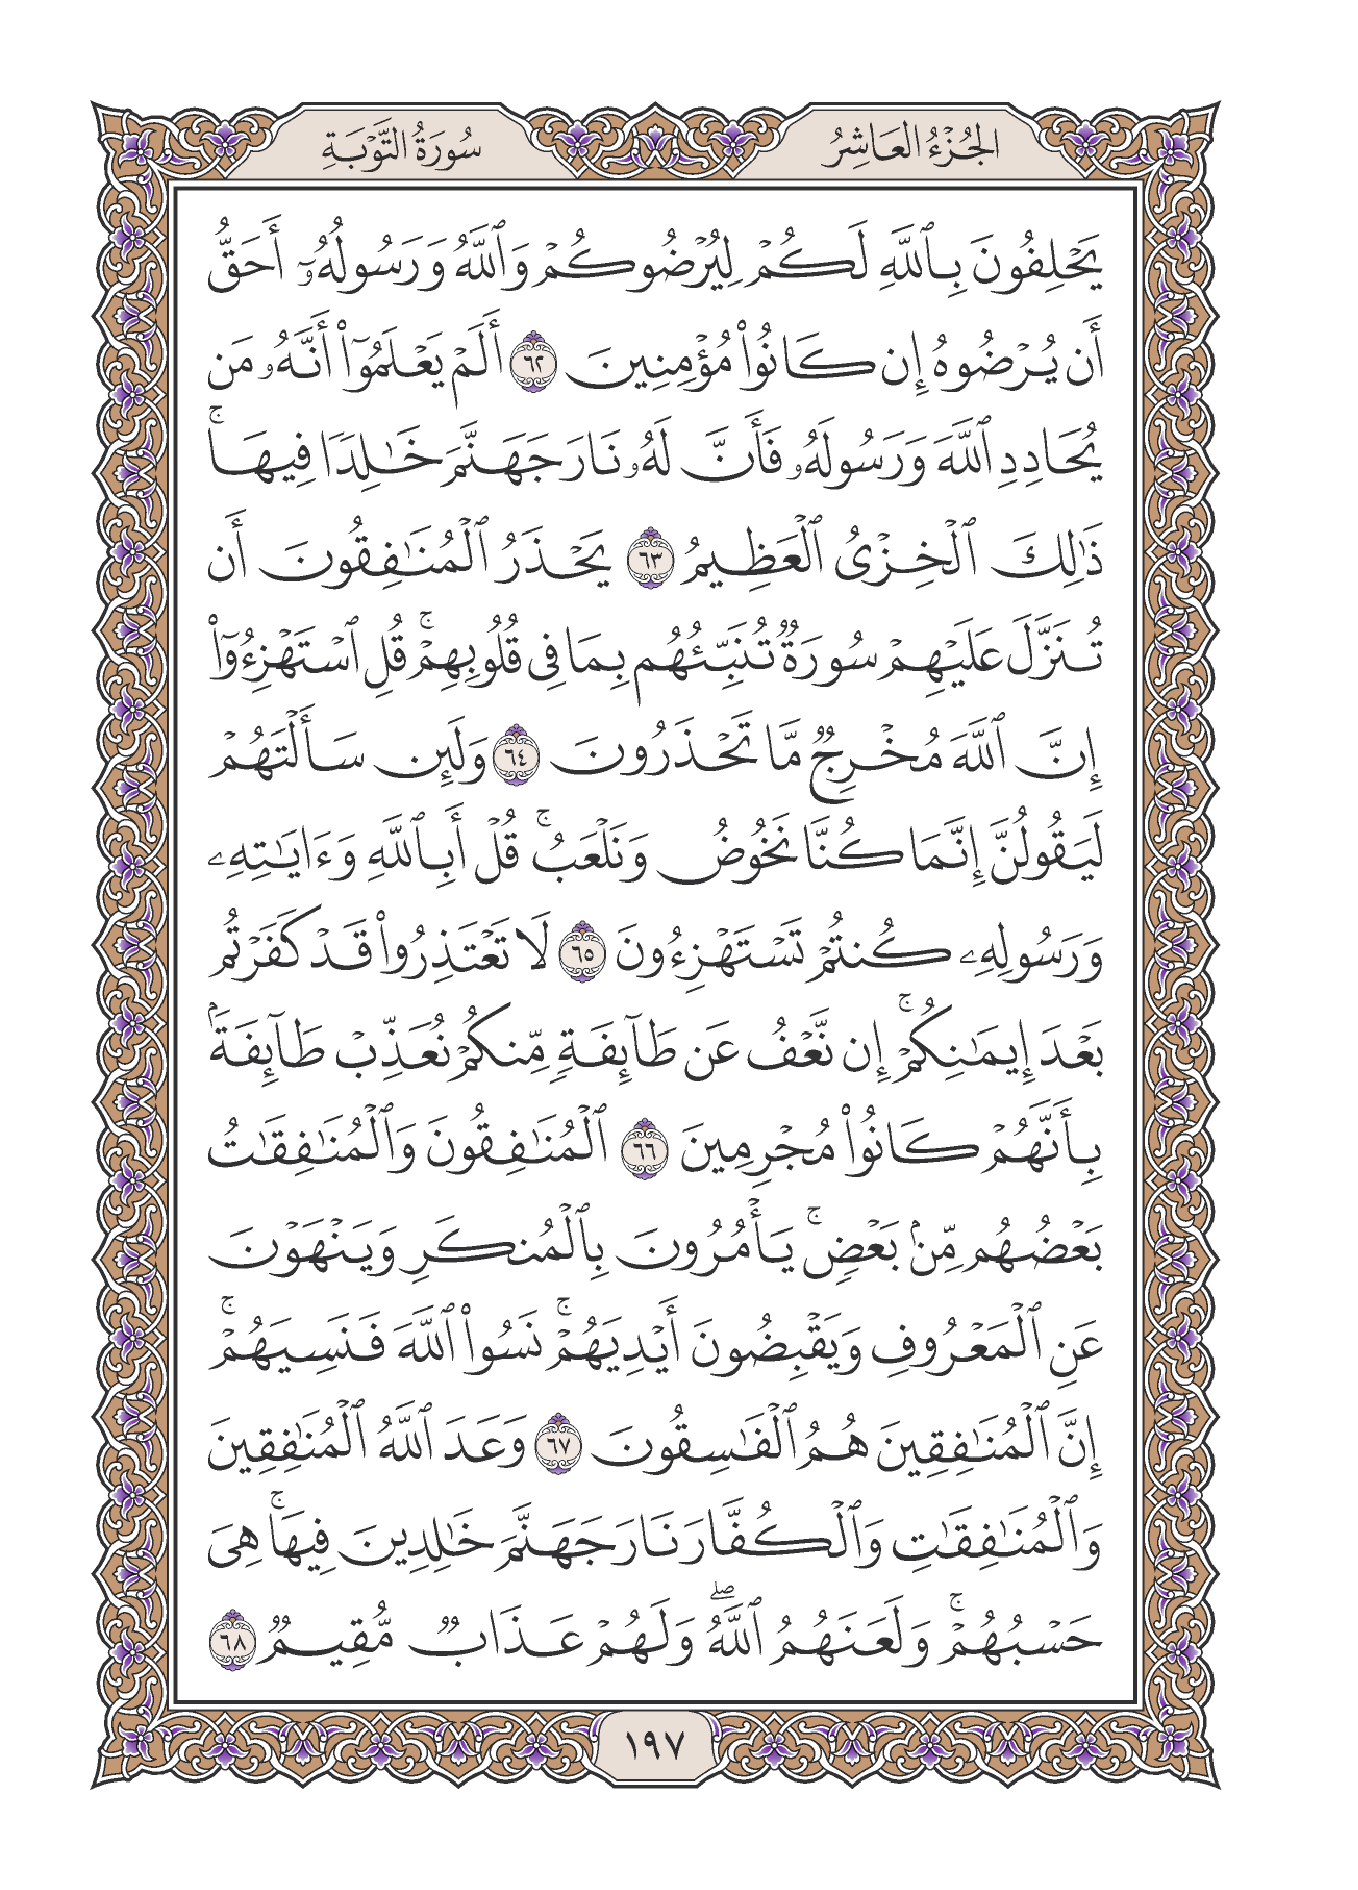 الجُزْءُ العَاشِرُ
سُورَةُ التَّوْبَةِ
يَحْلِفُونَ بِٱللَّهِ لَكُمْ لِيُرْضُوكُمْ وَٱللَّهُ وَرَسُولُهُۥٓ أَحَقُّ
أَن يُرْضُوهُ إِن كَانُوا۟ مُؤْمِنِينَ ٦٢ أَلَمْ يَعْلَمُوٓا۟ أَنَّهُۥ مَن
يُحَادِدِ ٱللَّهَ وَرَسُولَهُۥ فَأَنَّ لَهُۥ نَارَ جَهَنَّمَ خَٰلِدًا فِيهَاۚ
ذَٰلِكَ ٱلْخِزْىُ ٱلْعَظِيمُ ٦٣ يَحْذَرُ ٱلْمُنَٰفِقُونَ أَن
تُنَزَّلَ عَلَيْهِمْ سُورَةٌ تُنَبِّئُهُم بِمَا فِى قُلُوبِهِمْۚ قُلِ ٱسْتَهْزِءُوٓا۟
إِنَّ ٱللَّهَ مُخْرِجٌ مَّا تَحْذَرُونَ ٦٤ وَلَئِن سَأَلْتَهُمْ
لَيَقُولُنَّ إِنَّمَا كُنَّا نَخُوضُ وَنَلْعَبُۚ قُلْ أَبِٱللَّهِ وَءَايَٰتِهِۦ
وَرَسُولِهِۦ كُنتُمْ تَسْتَهْزِءُونَ ٦٥ لَا تَعْتَذِرُوا۟ قَدْ كَفَرْتُم
بَعْدَ إِيمَٰنِكُمْۚ إِن نَّعْفُ عَن طَآئِفَةٍ مِّنكُمْ نُعَذِّبْ طَآئِفَةَۢ
بِأَنَّهُمْ كَانُوا۟ مُجْرِمِينَ ٦٦ ٱلْمُنَٰفِقُونَ وَٱلْمُنَٰفِقَٰتُ
بَعْضُهُم مِّنۢ بَعْضٍۚ يَأْمُرُونَ بِٱلْمُنكَرِ وَيَنْهَوْنَ
عَنِ ٱلْمَعْرُوفِ وَيَقْبِضُونَ أَيْدِيَهُمْۚ نَسُوا۟ ٱللَّهَ فَنَسِيَهُمْۚ
إِنَّ ٱلْمُنَٰفِقِينَ هُمُ ٱلْفَٰسِقُونَ ٦٧ وَعَدَ ٱللَّهُ ٱلْمُنَٰفِقِينَ
وَٱلْمُنَٰفِقَٰتِ وَٱلْكُفَّارَ نَارَ جَهَنَّمَ خَٰلِدِينَ فِيهَاۚ هِىَ
حَسْبُهُمْۚ وَلَعَنَهُمُ ٱللَّهُۖ وَلَهُمْ عَذَابٌ مُّقِيمٌ ٦٨
١٩٧